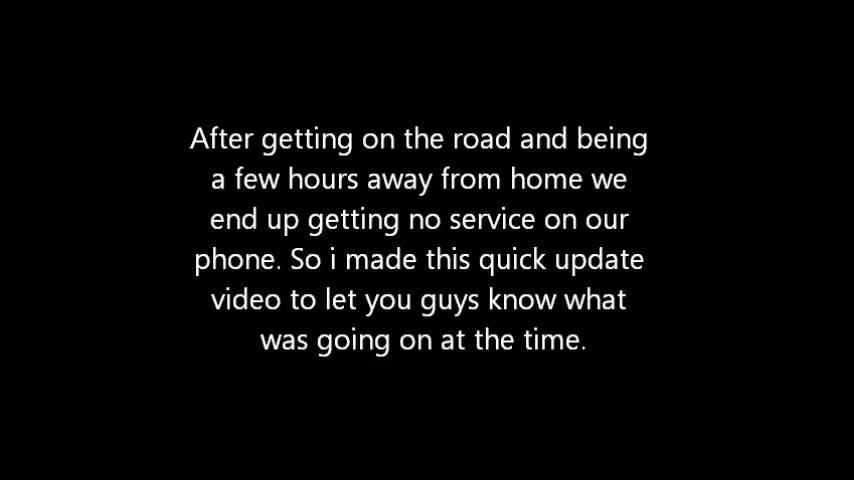 After getting on the road and being
a few hours away from home we
end up getting no service on our
phone. So i made this quick update
video to let you guys know what
was going on at the time.